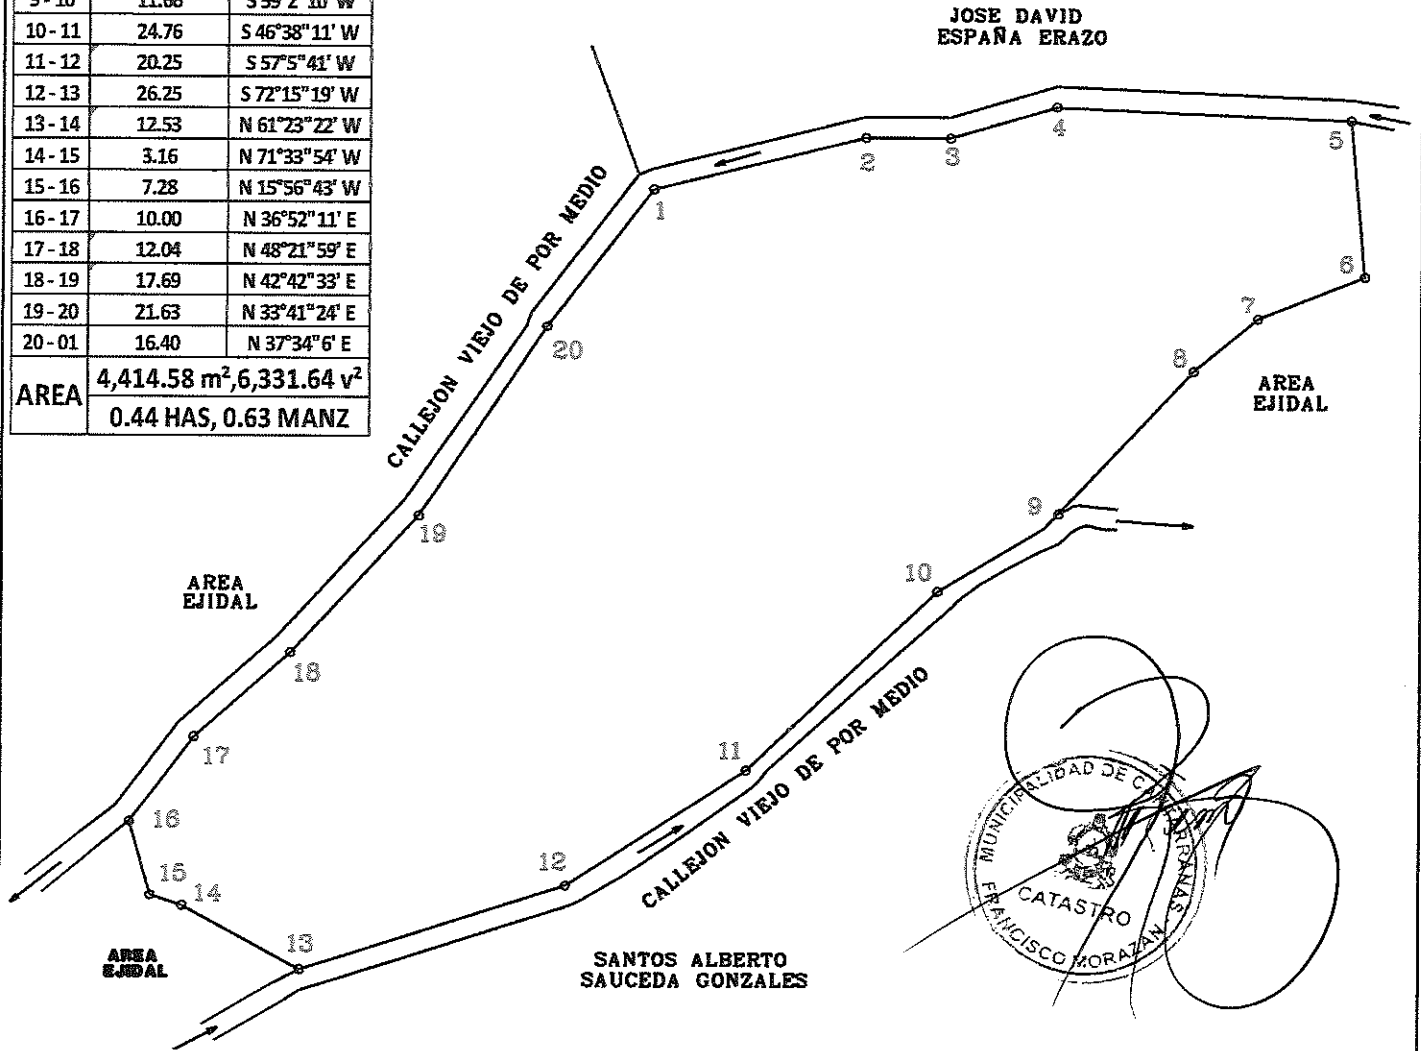 9-10 11.66 S 59°2"10' W
10-11 24.76 S 46°38"11' W
11-12 20.25 S 57°5"41' W
12-13 26.25 S 72°15"19' W
13-14 12.53 N 61°23"22' W
14-15 3.16 N 71°33"54' W
15-16 7.28 N 15°56"43' W
16-17 10.00 N 36°52"11' E
17-18 12.04 N 48°21"59' E
18-19 17.69 N 42°42"33' E
19-20 21.63 N 33°41"24' E
20-01 16.40 N 37°34"6' E
AREA
4,414.58 m²,6,331.64 v²
0.44 HAS, 0.63 MANZ
JOSE DAVID
ESPAÑA ERAZO
1
2
3
4
5
6
7
8
9
10
11
12
13
14
15
16
17
18
19
20
CALLEJON VIEJO DE POR MEDIO
AREA
EJIDAL
AREA
EJIDAL
CALLEJON VIEJO DE POR MEDIO
AREA
EJIDAL
SANTOS ALBERTO
SAUCEDA GONZALES
MUNICIPALIDAD DE CANTARRANAS
CATASTRO
FRANCISCO MORAZAN